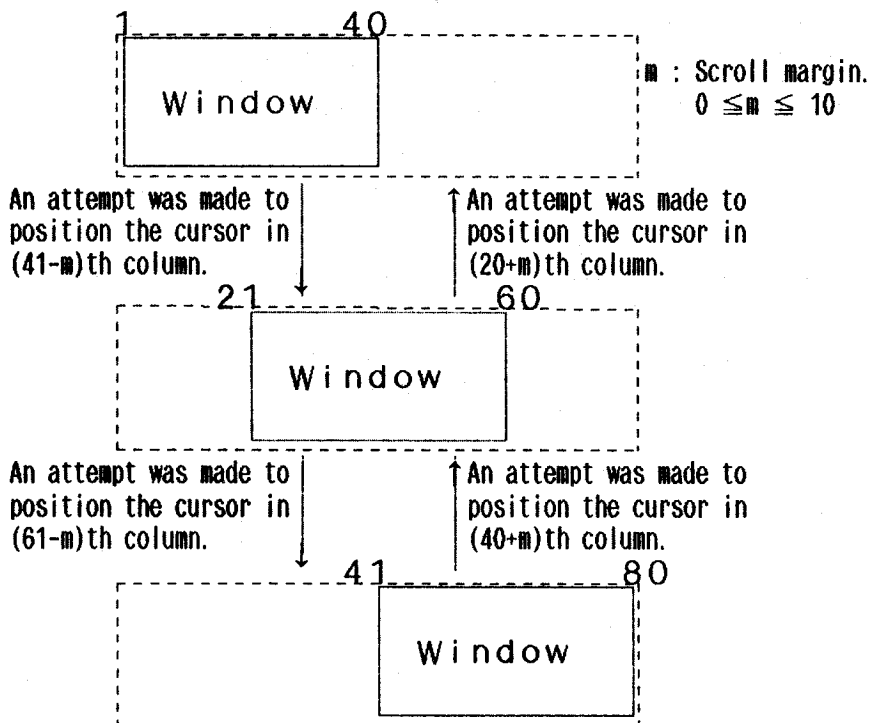 1 40
Window
m : Scroll margin.
0 ≦m ≦ 10
An attempt was made to
position the cursor in
(41-m)th column.
An attempt was made to
position the cursor in
(20+m)th column.
21 60
Window
An attempt was made to
position the cursor in
(61-m)th column.
An attempt was made to
position the cursor in
(40+m)th column.
41 80
Window